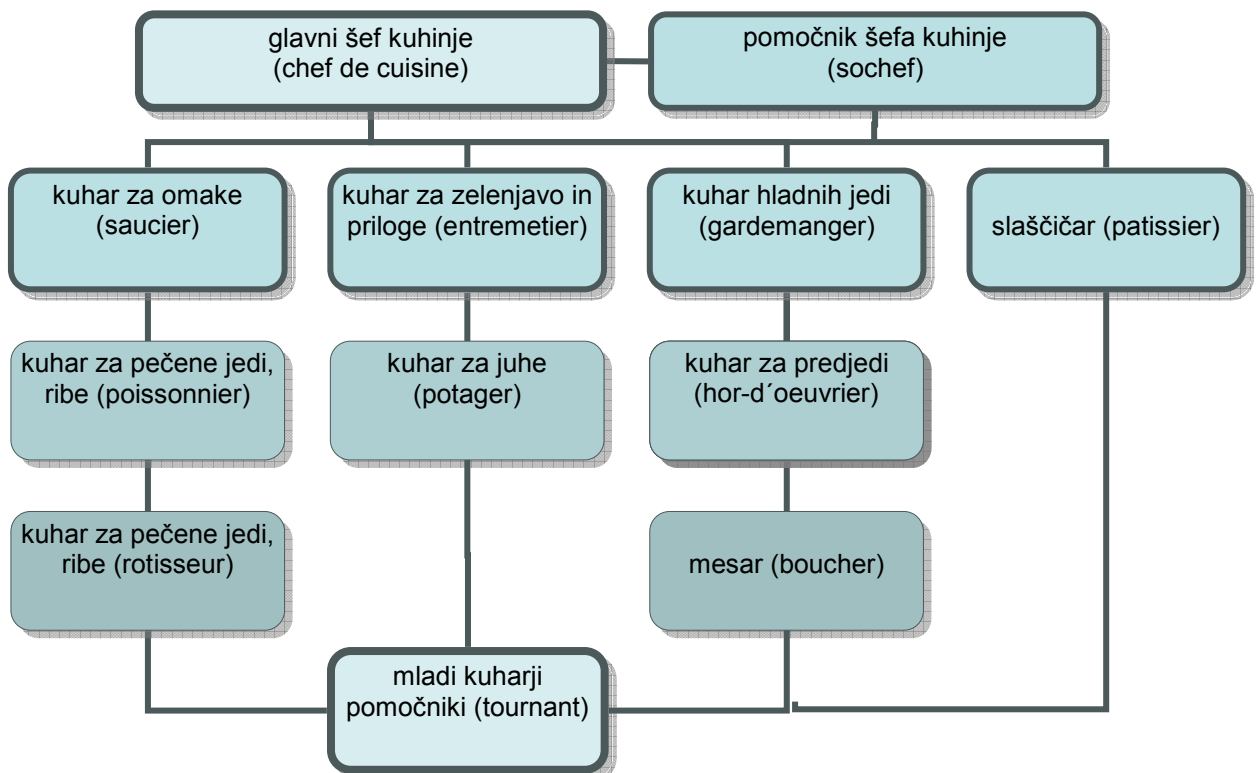 glavni šef kuhinje
(chef de cuisine)
pomočnik šefa kuhinje
(sochef)
kuhar za omake
(saucier)
kuhar za zelenjavo in
priloge (entremetier)
kuhar hladnih jedi
(gardemanger)
slaščičar (patissier)
kuhar za pečene jedi,
ribe (poissonnier)
kuhar za juhe
(potager)
kuhar za predjedi
(hor-d´oeuvrier)
kuhar za pečene jedi,
ribe (rotisseur)
mesar (boucher)
mladi kuharji
pomočniki (tournant)